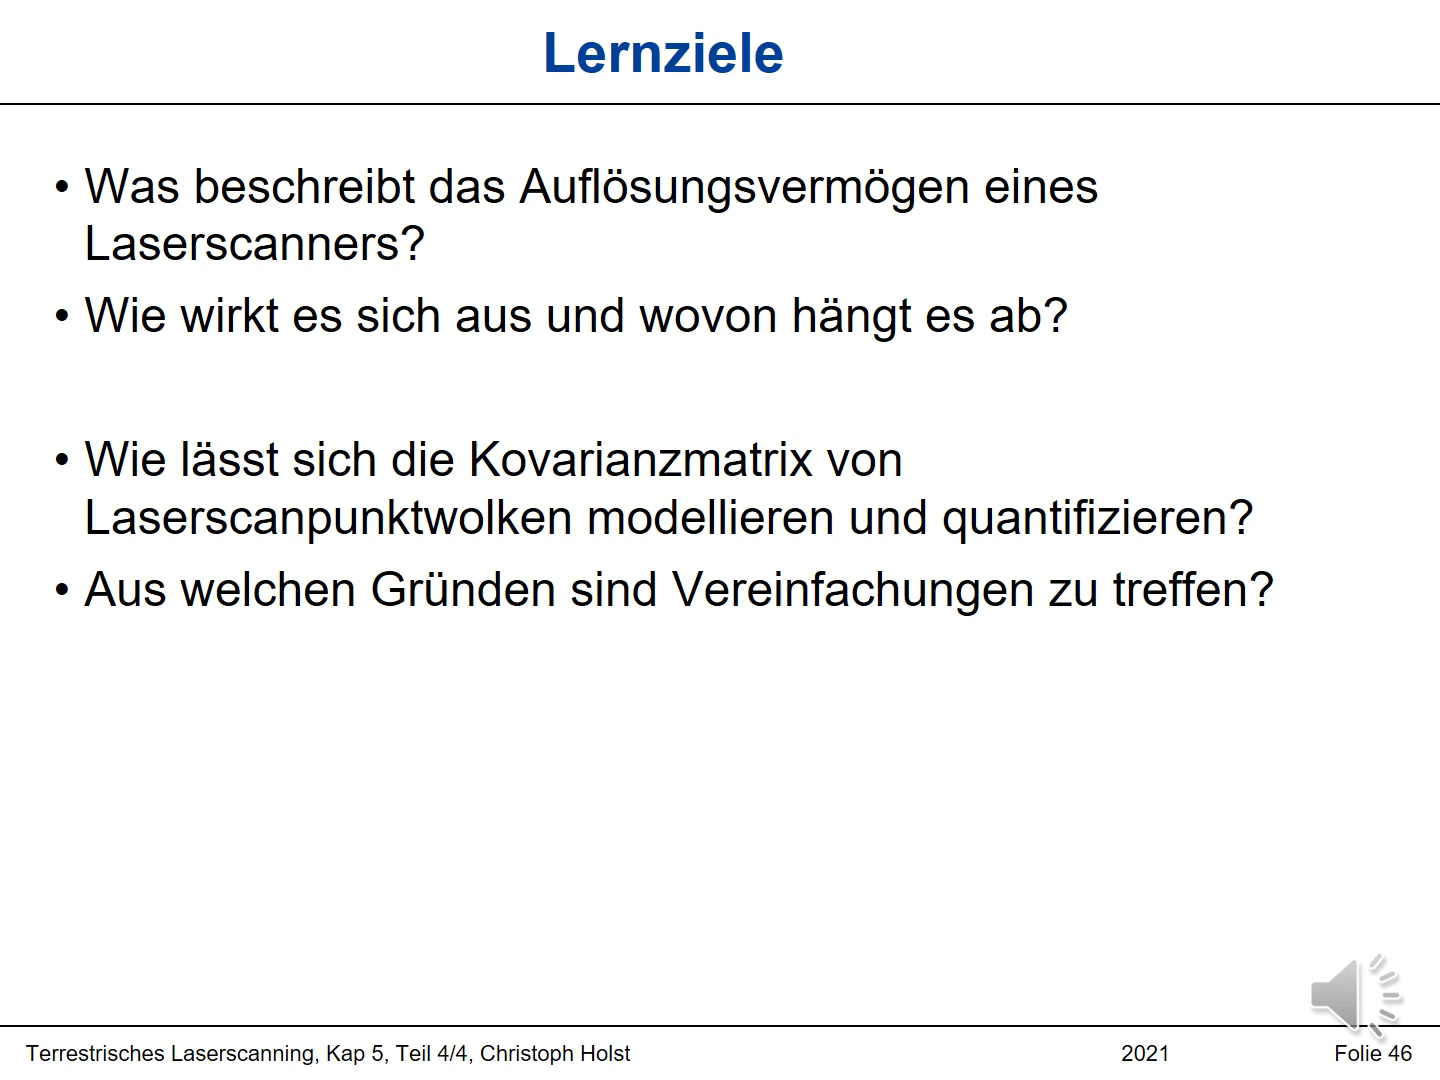 Lernziele
• Was beschreibt das Auflösungsvermögen eines
Laserscanners?
• Wie wirkt es sich aus und wovon hängt es ab?
• Wie lässt sich die Kovarianzmatrix von
Laserscanpunktwolken modellieren und quantifizieren?
• Aus welchen Gründen sind Vereinfachungen zu treffen?
Terrestrisches Laserscanning, Kap 5, Teil 4/4, Christoph Holst
2021
Folie 46